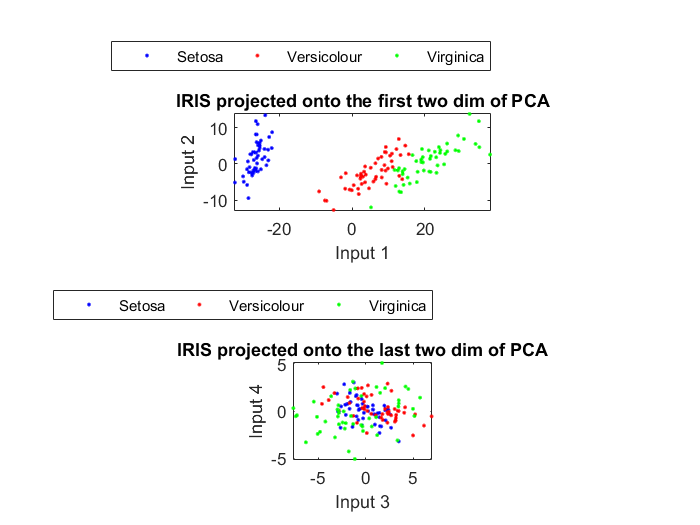 Setosa Versicolour Virginica
IRIS projected onto the first two dim of PCA
10
0
-10
Input 2
-20 0 20
Input 1
Setosa Versicolour Virginica
IRIS projected onto the last two dim of PCA
5
0
-5
Input 4
-5 0 5
Input 3